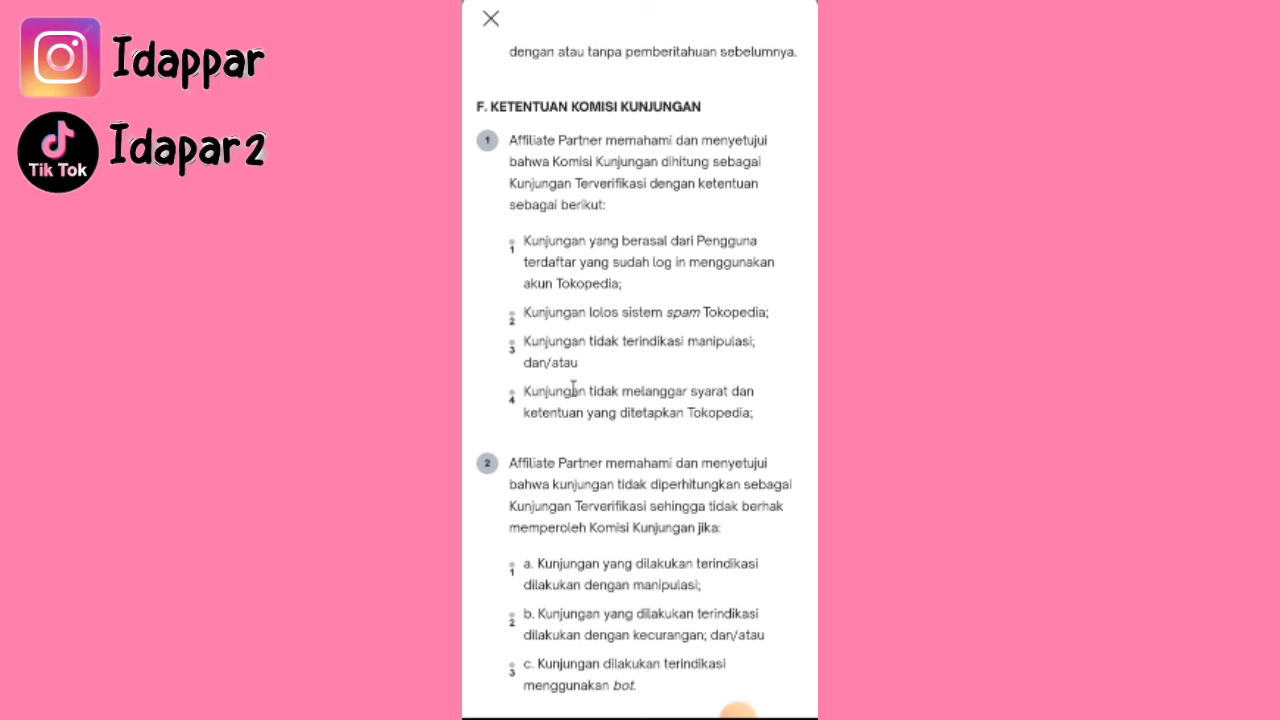 Idappar
Tik Tok
Idapar2
dengan atau tanpa pemberitahuan sebelumnya.
F. KETENTUAN KOMISI KUNJUNGAN
1 Affiliate Partner memahami dan menyetujui
bahwa Komisi Kunjungan dihitung sebagai
Kunjungan Terverifikasi dengan ketentuan
sebagai berikut:
1 Kunjungan yang berasal dari Pengguna
terdaftar yang sudah log in menggunakan
akun Tokopedia;
2 Kunjungan lolos sistem spam Tokopedia;
3 Kunjungan tidak terindikasi manipulasi;
dan/atau
4 Kunjungan tidak melanggar syarat dan
ketentuan yang ditetapkan Tokopedia;
2 Affiliate Partner memahami dan menyetujui
bahwa kunjungan tidak diperhitungkan sebagai
Kunjungan Terverifikasi sehingga tidak berhak
memperoleh Komisi Kunjungan jika:
1 a. Kunjungan yang dilakukan terindikasi
dilakukan dengan manipulasi;
2 b. Kunjungan yang dilakukan terindikasi
dilakukan dengan kecurangan; dan/atau
3 c. Kunjungan dilakukan terindikasi
menggunakan bot.